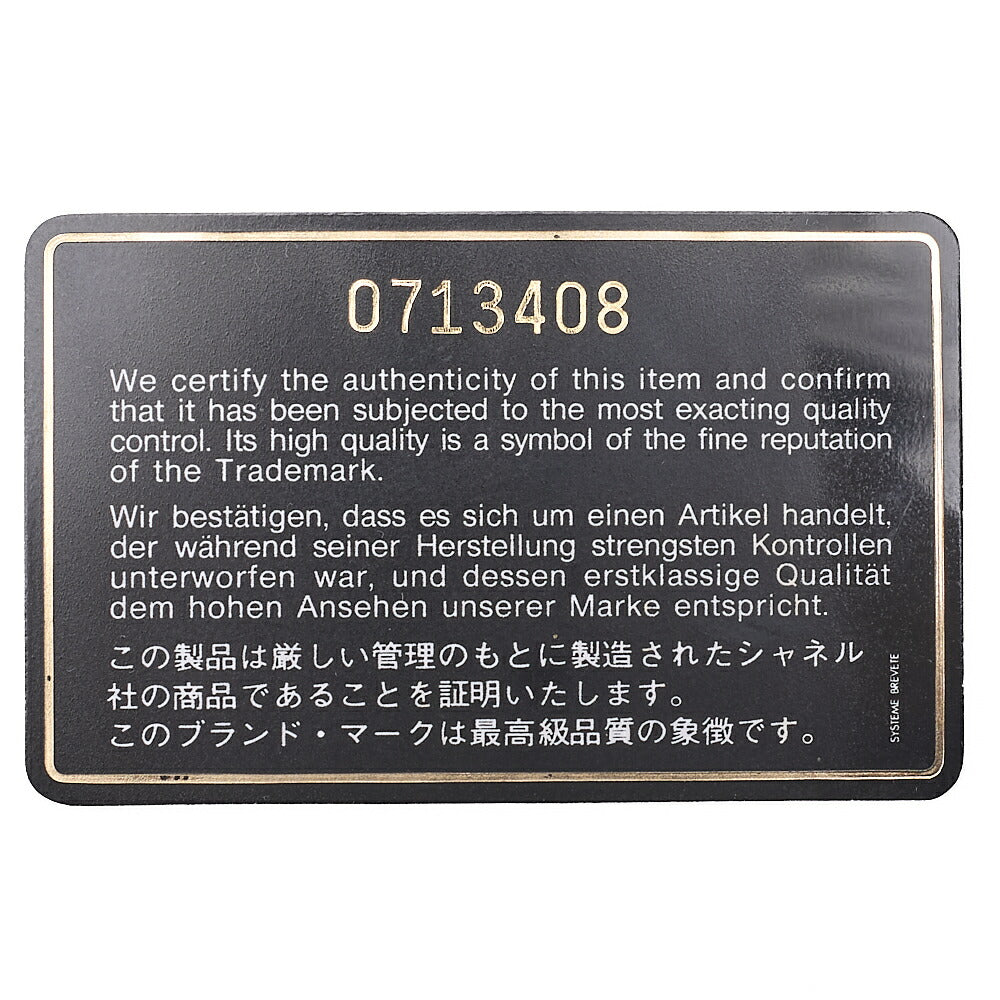 0713408
We certify the authenticity of this item and confirm
that it has been subjected to the most exacting quality
control. Its high quality is a symbol of the fine reputation
of the Trademark.
Wir bestätigen, dass es sich um einen Artikel handelt,
der während seiner Herstellung strengsten Kontrollen
unterworfen war, und dessen erstklassige Qualität
dem hohen Ansehen unserer Marke entspricht.
この製品は厳しい管理のもとに製造されたシャネル
社の商品であることを証明いたします。
このブランド・マークは最高級品質の象徴です。
SYSTEME BREVETE